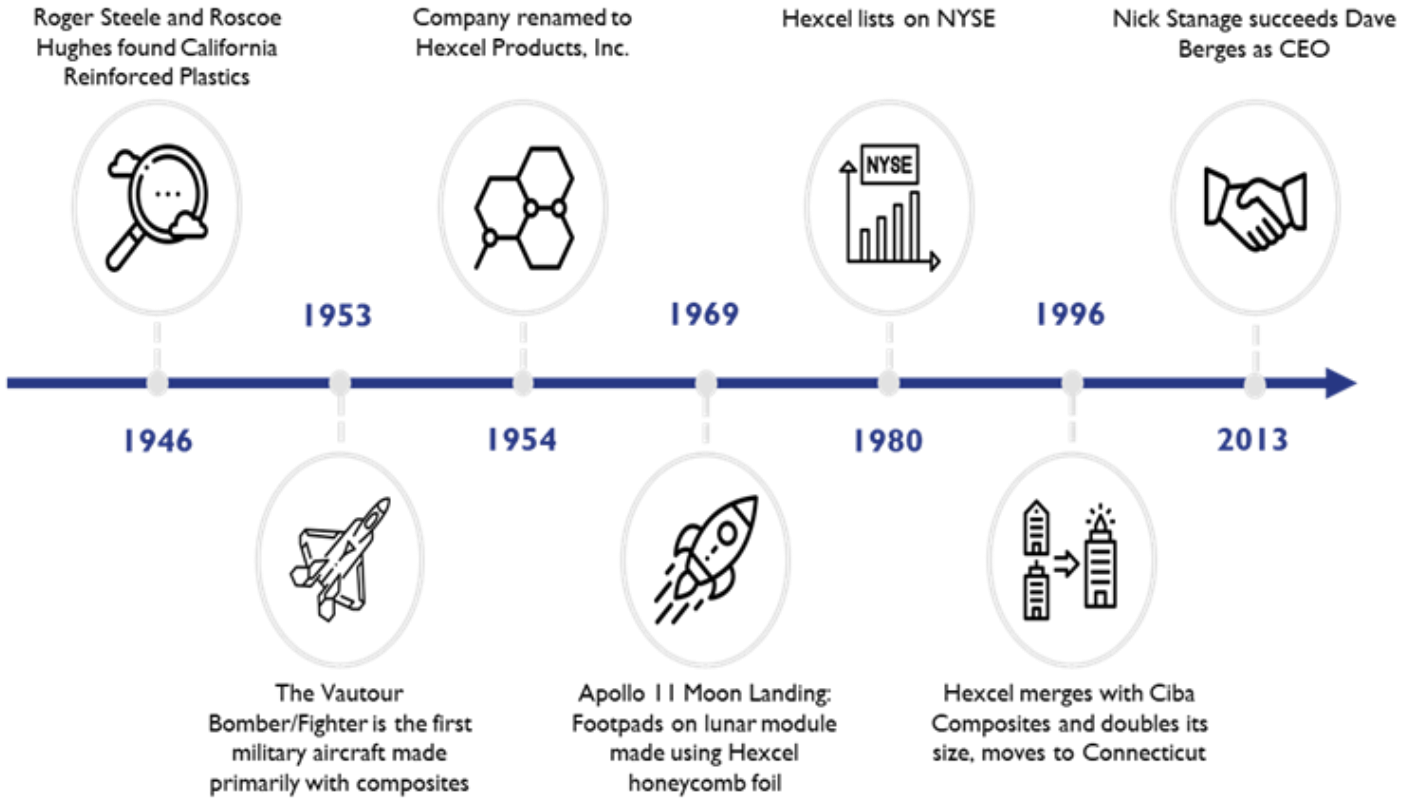 Roger Steele and Roscoe
Hughes found California
Reinforced Plastics
Company renamed to
Hexcel Products, Inc.
Hexcel lists on NYSE
Nick Stanage succeeds Dave
Berges as CEO
NYSE
1953
1969
1996
1946
1954
1980
2013
The Vautour
Bomber/Fighter is the first
military aircraft made
primarily with composites
Apollo 11 Moon Landing:
Footpads on lunar module
made using Hexcel
honeycomb foil
Hexcel merges with Ciba
Composites and doubles its
size, moves to Connecticut